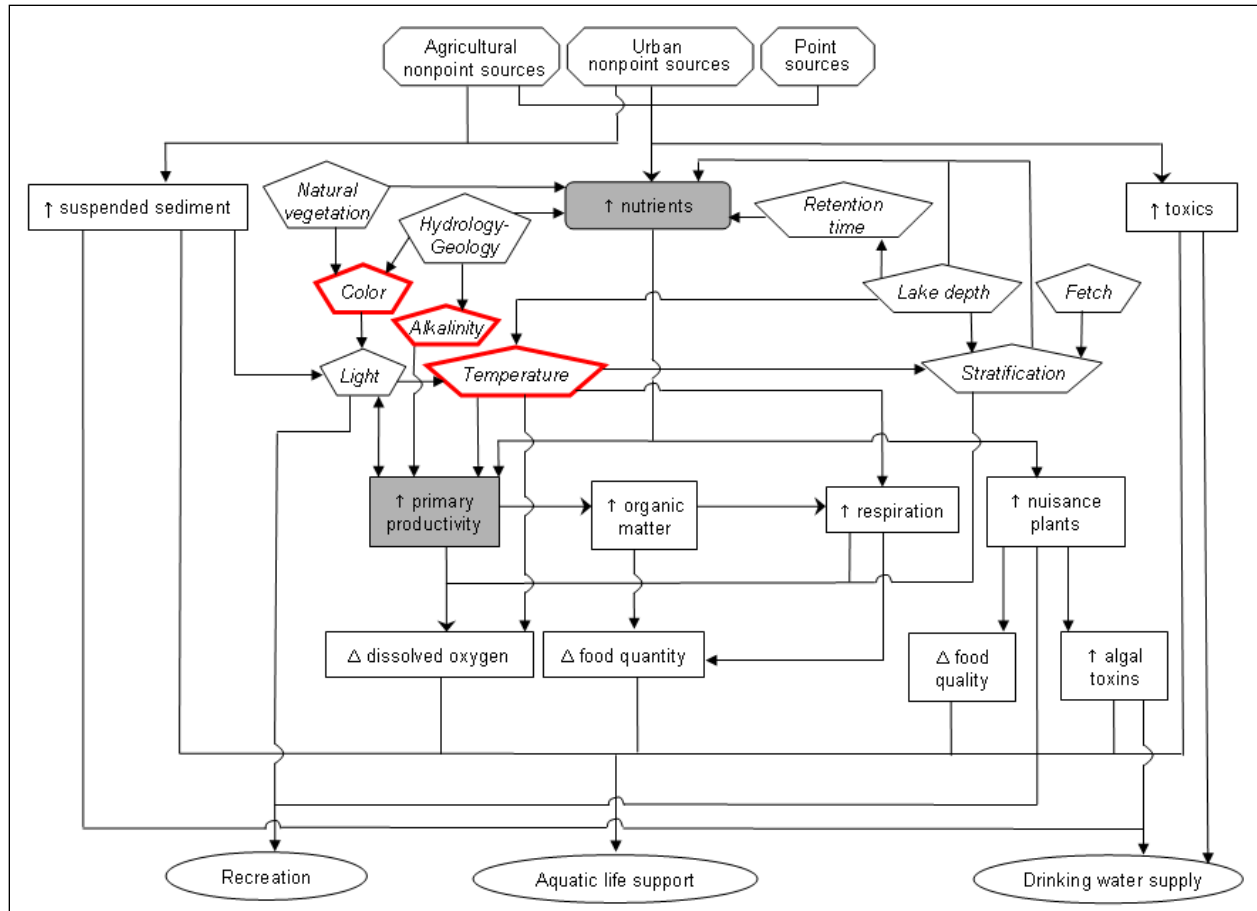 Agricultural
nonpoint sources
Urban
nonpoint sources
Point
sources
↑ suspended sediment
Natural
vegetation
Hydrology-
Geology
↑ nutrients
Retention
time
↑ toxics
Color
Alkalinity
Lake depth
Fetch
Light
Temperature
Stratification
↑ primary
productivity
↑ organic
matter
↑ respiration
↑ nuisance
plants
Δ dissolved oxygen
Δ food quantity
Δ food
quality
↑ algal
toxins
Recreation
Aquatic life support
Drinking water supply